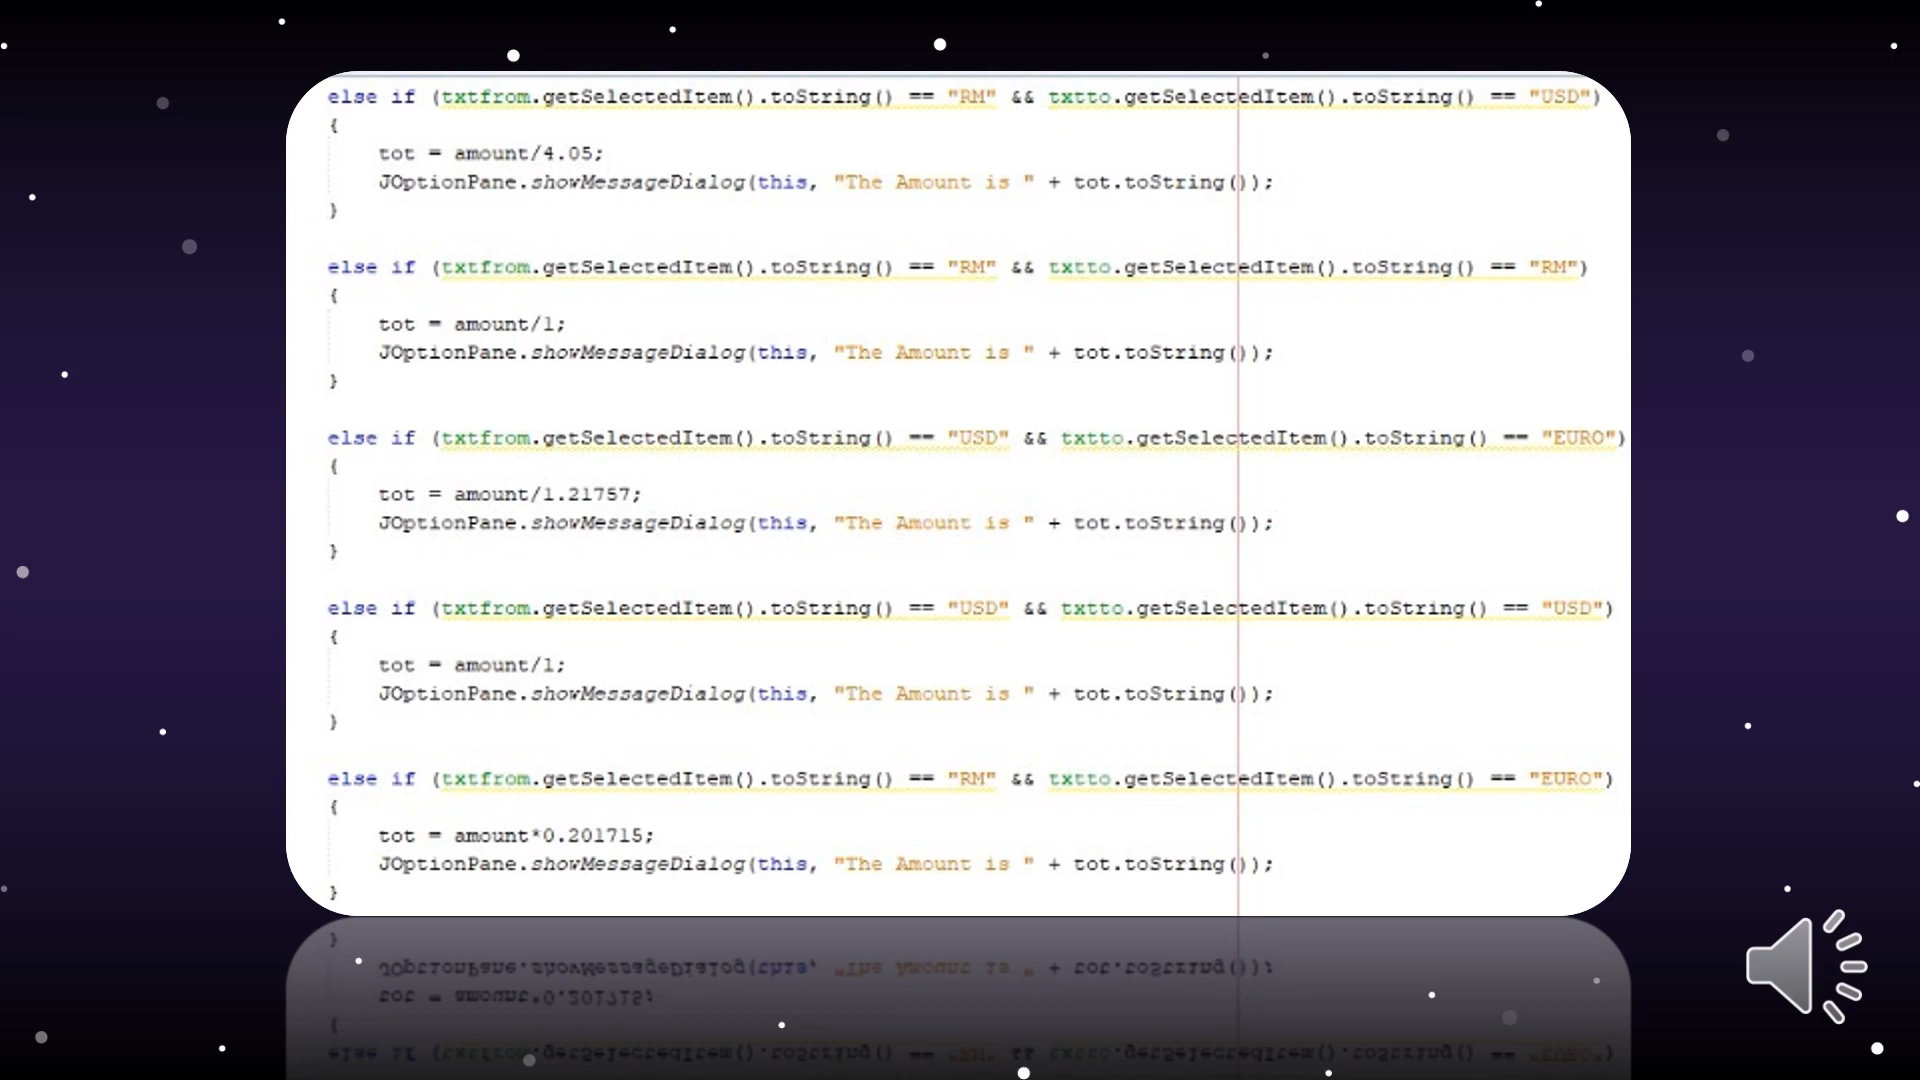 else if (txtfrom.getSelectedItem().toString() == "RM" && txtto.getSelectedItem().toString() == "USD")
{
tot = amount/4.05;
JOptionPane.showMessageDialog(this, "The Amount is " + tot.toString());
}
else if (txtfrom.getSelectedItem().toString() == "RM" && txtto.getSelectedItem().toString() == "RM")
{
tot = amount/1;
JOptionPane.showMessageDialog(this, "The Amount is " + tot.toString());
}
else if (txtfrom.getSelectedItem().toString() == "USD" && txtto.getSelectedItem().toString() == "EURO")
{
tot = amount/1.21757;
JOptionPane.showMessageDialog(this, "The Amount is " + tot.toString());
}
else if (txtfrom.getSelectedItem().toString() == "USD" && txtto.getSelectedItem().toString() == "USD")
{
tot = amount/1;
JOptionPane.showMessageDialog(this, "The Amount is " + tot.toString());
}
else if (txtfrom.getSelectedItem().toString() == "RM" && txtto.getSelectedItem().toString() == "EURO")
{
tot = amount*0.201715;
JOptionPane.showMessageDialog(this, "The Amount is " + tot.toString());
}